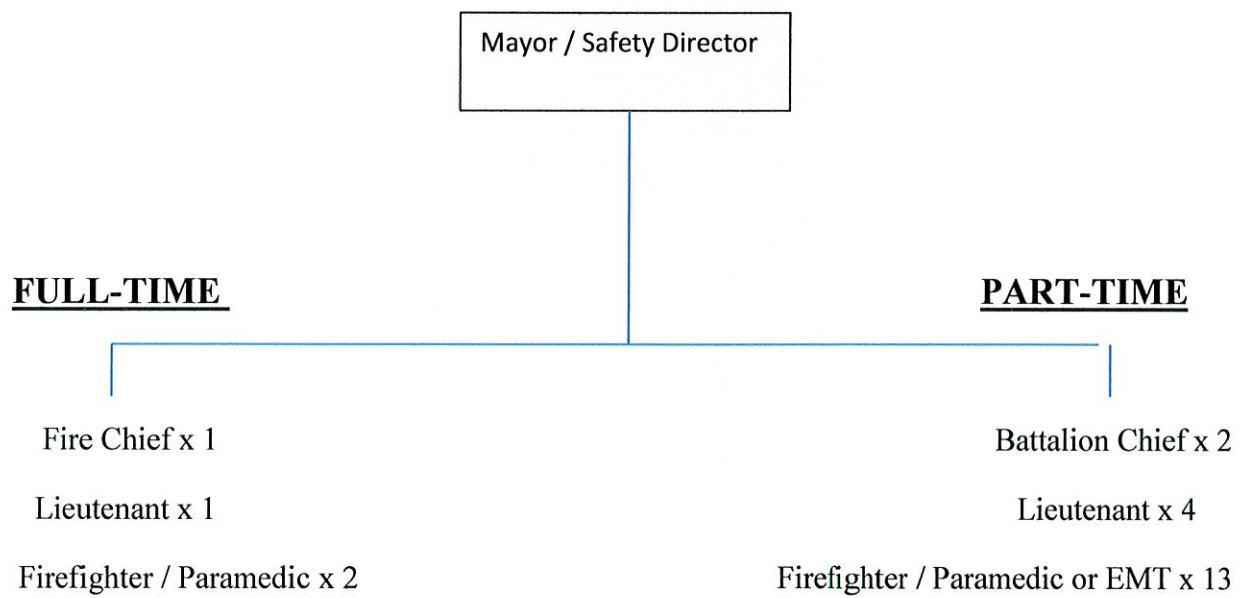 Mayor / Safety Director
FULL-TIME
PART-TIME
Fire Chief x 1
Battalion Chief x 2
Lieutenant x 1
Lieutenant x 4
Firefighter / Paramedic x 2
Firefighter / Paramedic or EMT x 13